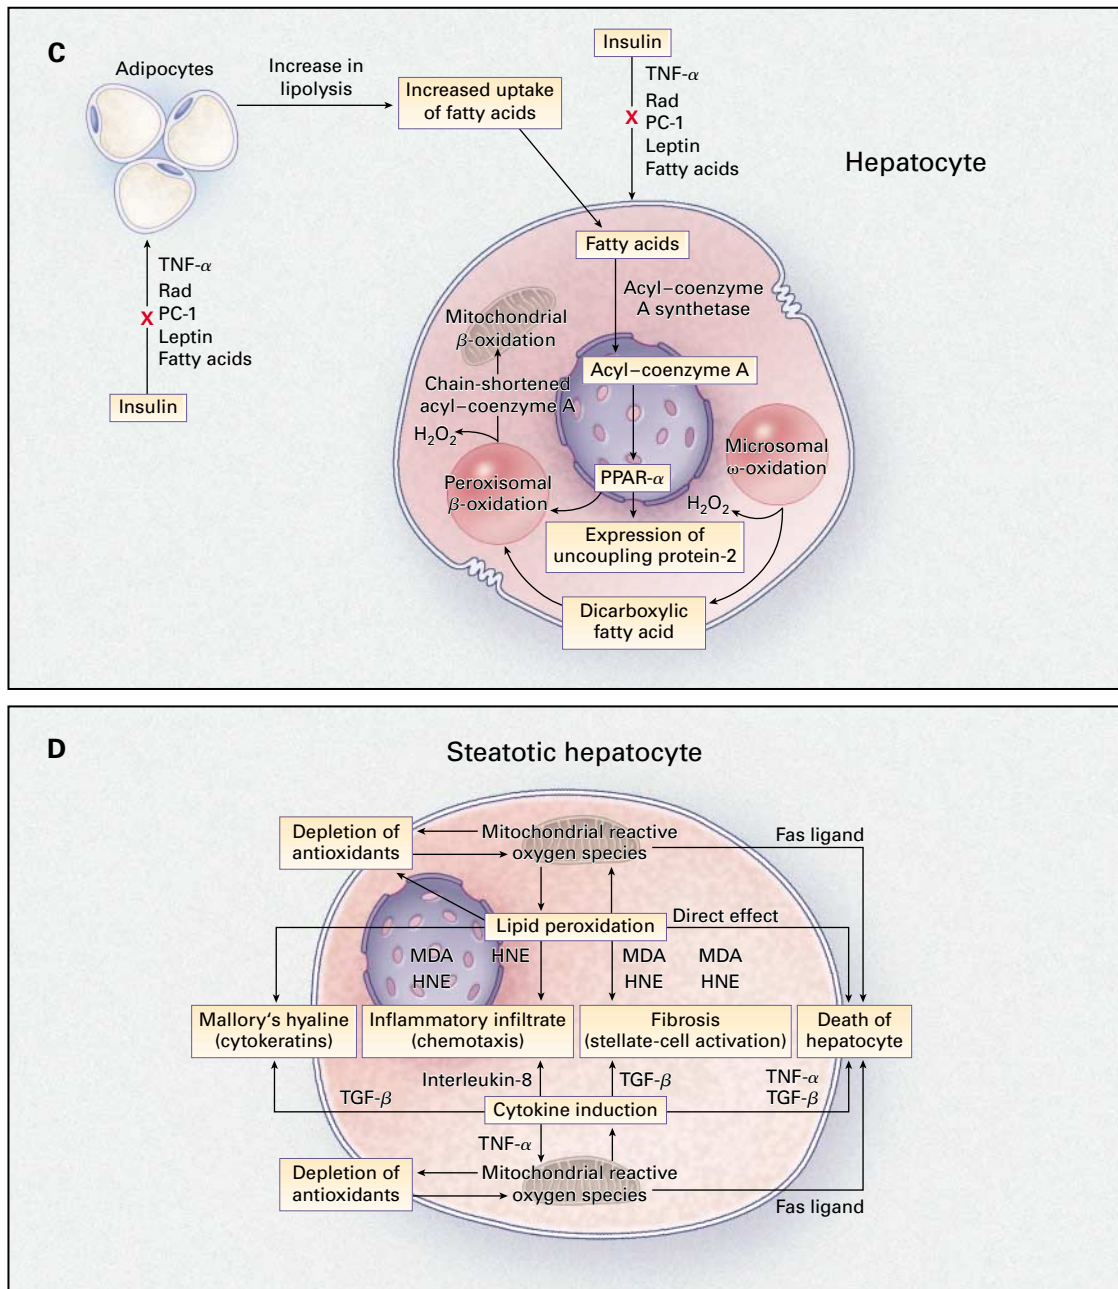 C
Adipocytes
Increase in
lipolysis
Increased uptake
of fatty acids
Insulin
TNF-α
Rad
X
PC-1
Leptin
Fatty acids
Hepatocyte
TNF-α
Rad
X
PC-1
Leptin
Fatty acids
Insulin
Fatty acids
Acyl–coenzyme
A synthetase
Mitochondrial
β-oxidation
Acyl–coenzyme A
Chain-shortened
acyl–coenzyme A
H₂O₂
Peroxisomal
β-oxidation
PPAR-α
Microsomal
ω-oxidation
H₂O₂
Expression of
uncoupling protein-2
Dicarboxylic
fatty acid
D
Steatotic hepatocyte
Depletion of
antioxidants
Mitochondrial reactive
oxygen species
Fas ligand
Lipid peroxidation
Direct effect
MDA
HNE
HNE
MDA
HNE
MDA
HNE
Mallory's hyaline
(cytokeratins)
Inflammatory infiltrate
(chemotaxis)
Fibrosis
(stellate-cell activation)
Death of
hepatocyte
TGF-β
Interleukin-8
TGF-β
TNF-α
TGF-β
Cytokine induction
TNF-α
Depletion of
antioxidants
Mitochondrial reactive
oxygen species
Fas ligand